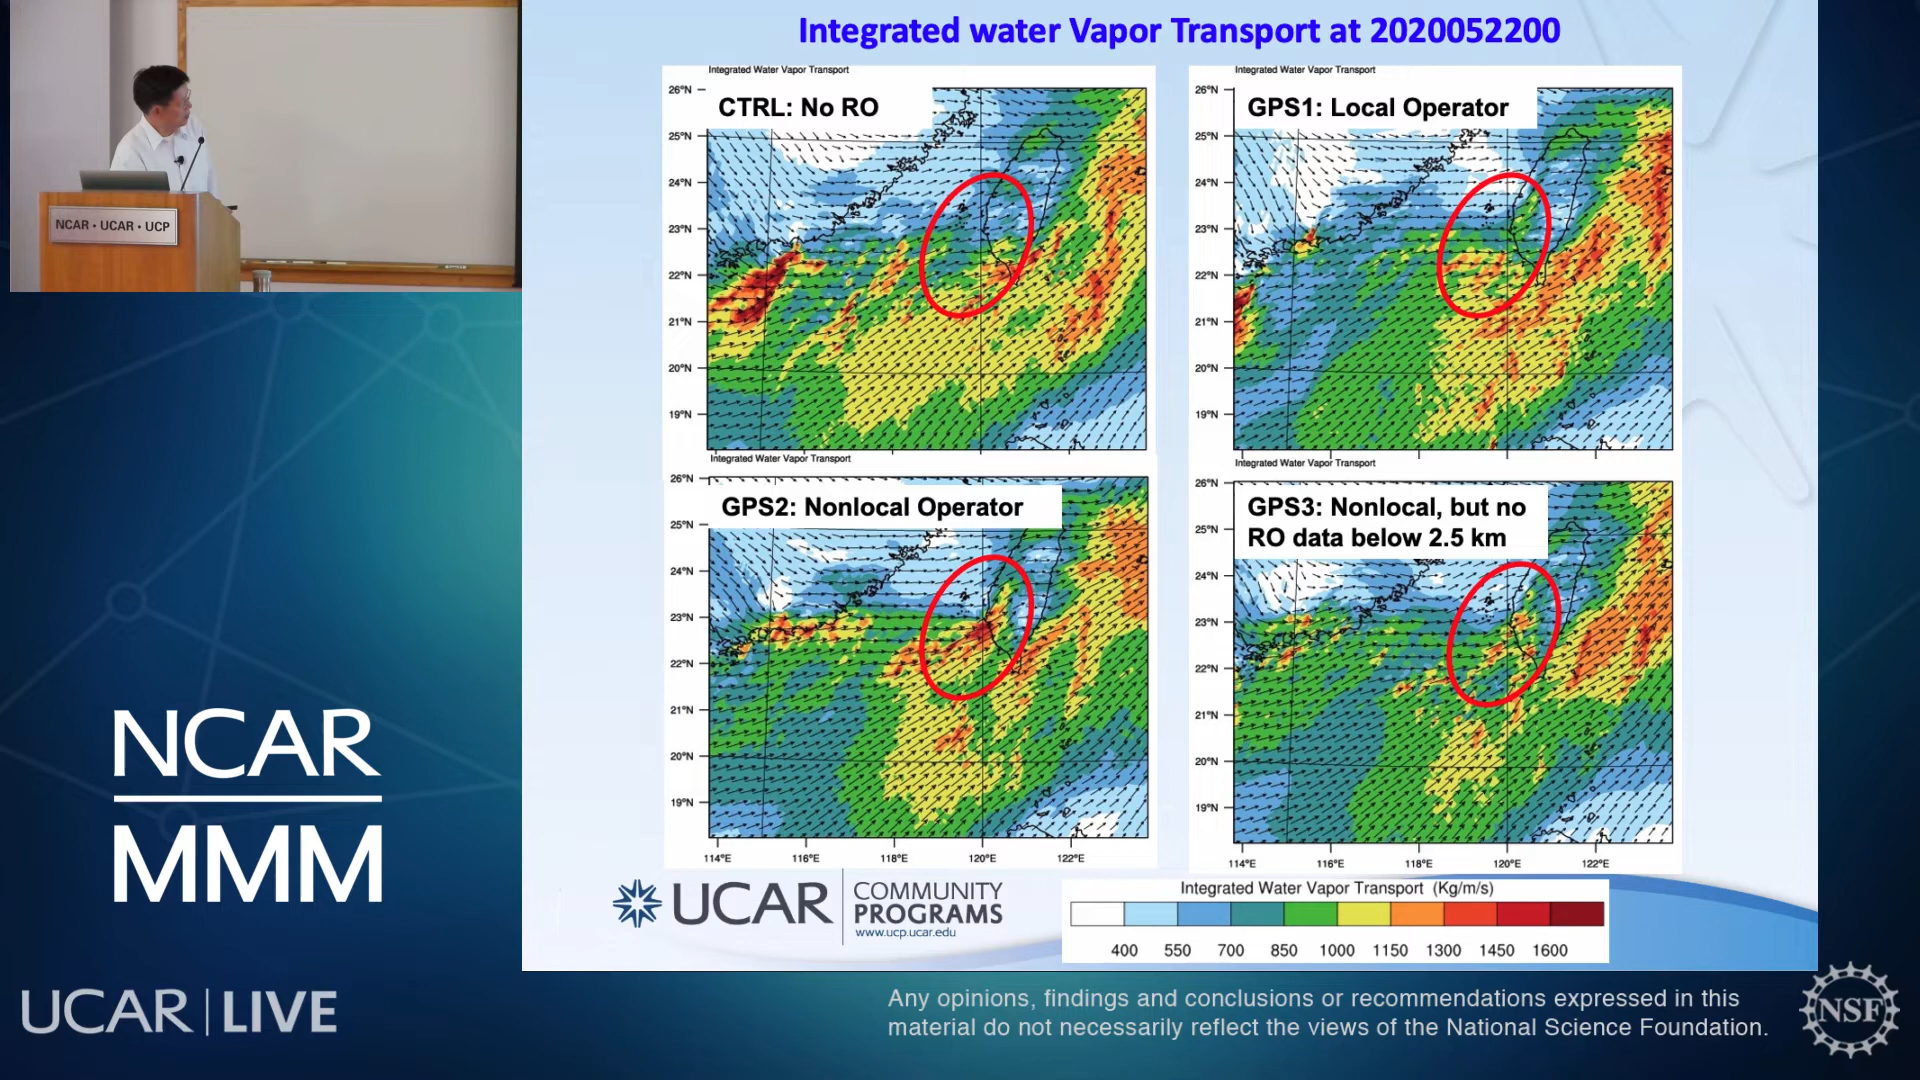 Integrated water Vapor Transport at 2020052200
Integrated Water Vapor Transport
CTRL: No RO
26°N
25°N
24°N
23°N
22°N
21°N
20°N
19°N
Integrated Water Vapor Transport
GPS1: Local Operator
26°N
25°N
24°N
23°N
22°N
21°N
20°N
19°N
Integrated Water Vapor Transport
GPS2: Nonlocal Operator
26°N
25°N
24°N
23°N
22°N
21°N
20°N
19°N
114°E 116°E 118°E 120°E 122°E
Integrated Water Vapor Transport
GPS3: Nonlocal, but no
RO data below 2.5 km
26°N
25°N
24°N
23°N
22°N
21°N
20°N
19°N
114°E 116°E 118°E 120°E 122°E
Integrated Water Vapor Transport (Kg/m/s)
400 550 700 850 1000 1150 1300 1450 1600
UCAR
COMMUNITY
PROGRAMS
www.ucp.ucar.edu
NCAR • UCAR • UCP
NCAR
MMM
UCAR | LIVE
Any opinions, findings and conclusions or recommendations expressed in this
material do not necessarily reflect the views of the National Science Foundation.
NSF